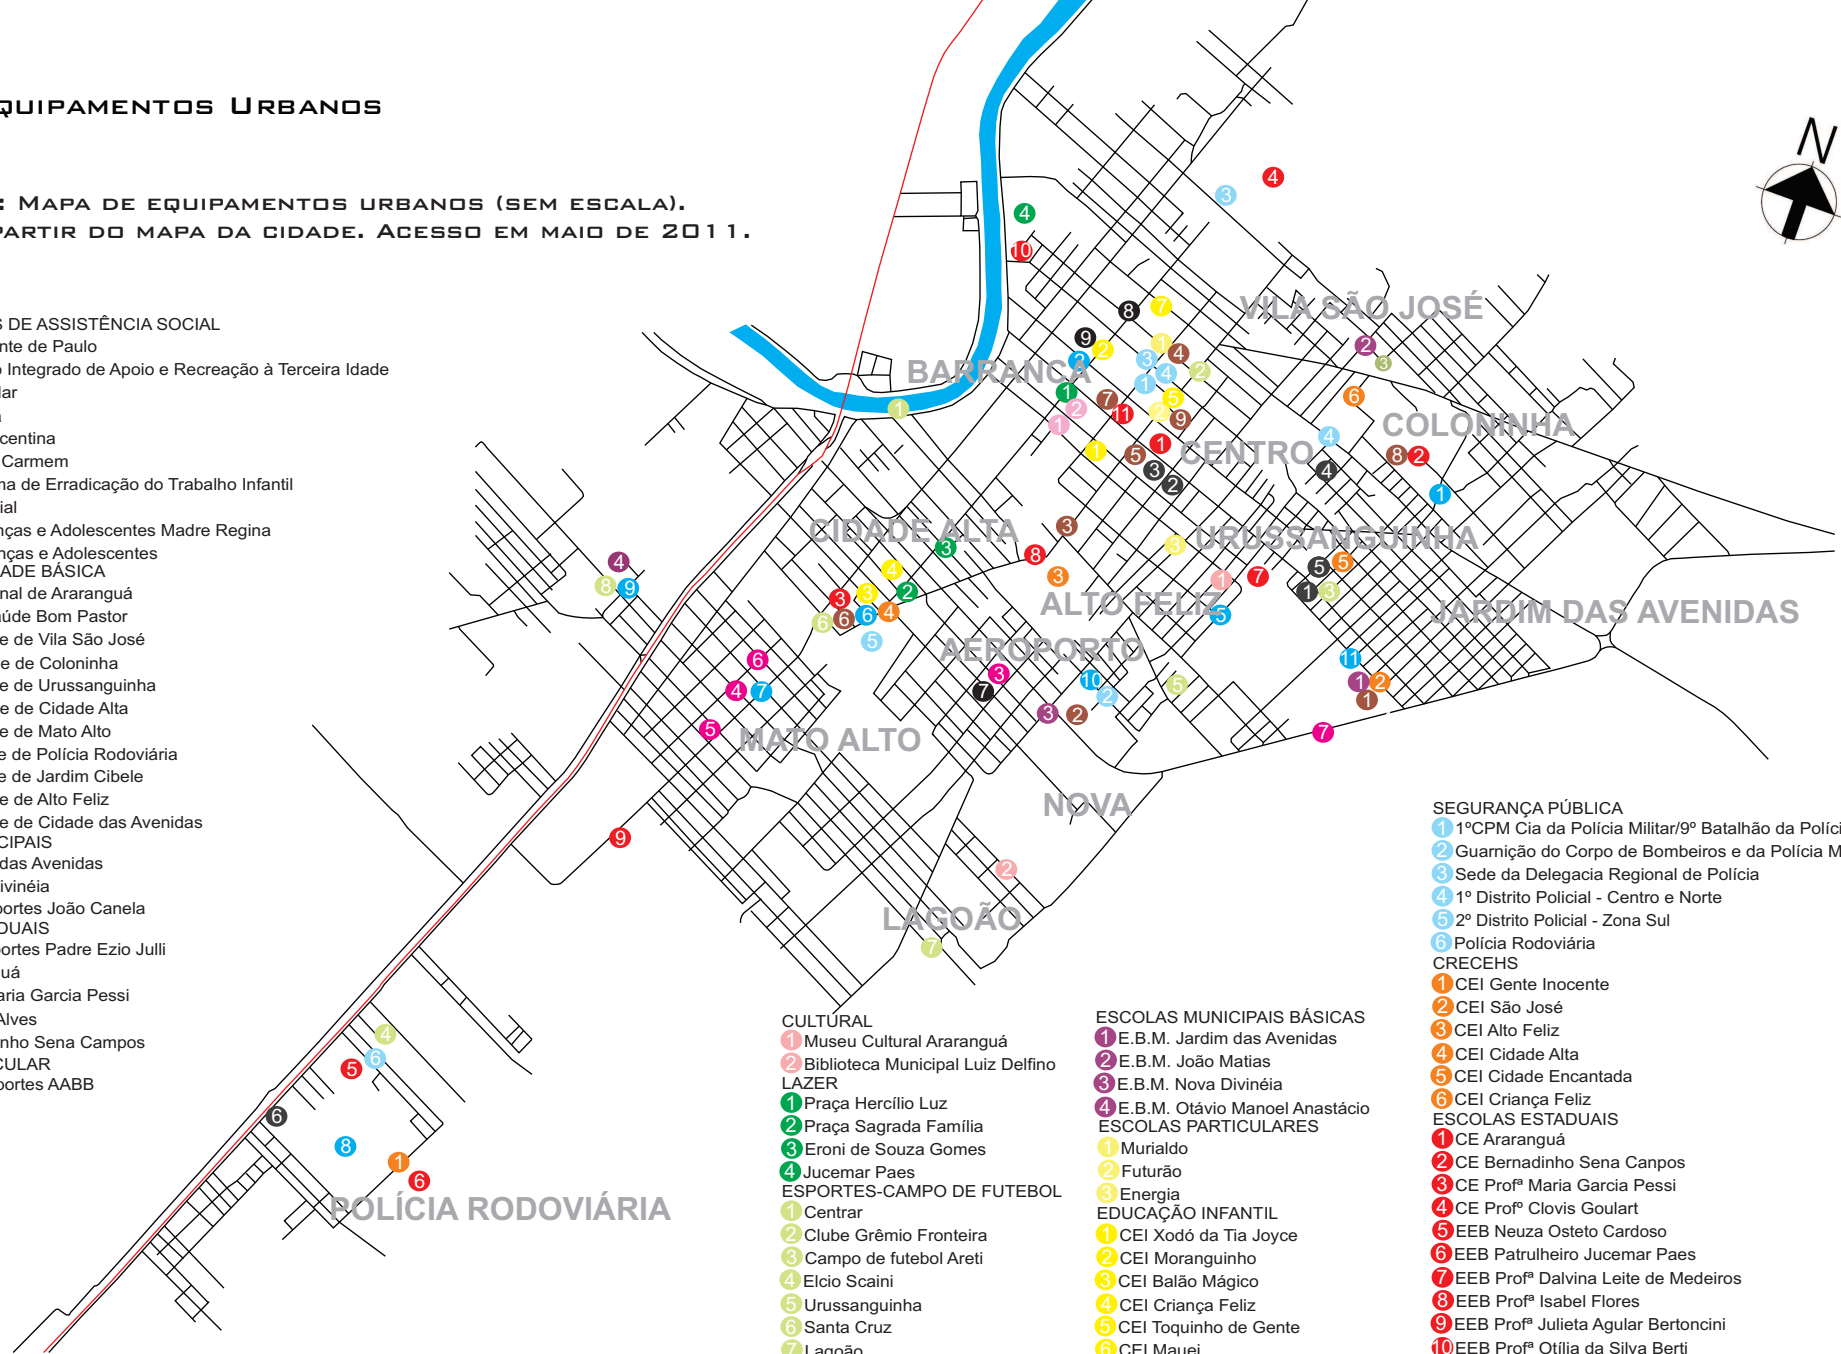 QUIPAMENTOS URBANOS
: MAPA DE EQUIPAMENTOS URBANOS (SEM ESCALA).
PARTIR DO MAPA DA CIDADE. ACESSO EM MAIO DE 2011.
N
S DE ASSISTÊNCIA SOCIAL
nte de Paulo
o Integrado de Apoio e Recreação à Terceira Idade
lar
a
centina
Carmem
ma de Erradicação do Trabalho Infantil
ial
nças e Adolescentes Madre Regina
nças e Adolescentes
ADE BÁSICA
nal de Araranguá
aúde Bom Pastor
e de Vila São José
e de Coloninha
e de Urussanguinha
e de Cidade Alta
e de Mato Alto
e de Polícia Rodoviária
e de Jardim Cibele
e de Alto Feliz
e de Cidade das Avenidas
CIPAIS
das Avenidas
ivinéia
portes João Canela
DUAIS
portes Padre Ezio Julli
uá
aria Garcia Pessi
Alves
nho Sena Campos
CULAR
portes AABB
VILA SÃO JOSÉ
BARRANCA
COLONINHA
CENTRO
CIDADE ALTA
URUSSANGUINHA
ALTO FELIZ
JARDIM DAS AVENIDAS
AEROPORTO
MATO ALTO
NOVA
LAGOÃO
POLÍCIA RODOVIÁRIA
CULTURAL
1 Museu Cultural Araranguá
2 Biblioteca Municipal Luiz Delfino
LAZER
1 Praça Hercílio Luz
2 Praça Sagrada Família
3 Eroni de Souza Gomes
4 Jucemar Paes
ESPORTES-CAMPO DE FUTEBOL
1 Centrar
2 Clube Grêmio Fronteira
3 Campo de futebol Areti
4 Elcio Scaini
5 Urussanguinha
6 Santa Cruz
7 Lagoão
ESCOLAS MUNICIPAIS BÁSICAS
1 E.B.M. Jardim das Avenidas
2 E.B.M. João Matias
3 E.B.M. Nova Divinéia
4 E.B.M. Otávio Manoel Anastácio
ESCOLAS PARTICULARES
1 Murialdo
2 Futurão
3 Energia
EDUCAÇÃO INFANTIL
1 CEI Xodó da Tia Joyce
2 CEI Moranguinho
3 CEI Balão Mágico
4 CEI Criança Feliz
5 CEI Toquinho de Gente
6 CEI Mauei
SEGURANÇA PÚBLICA
1 1ºCPM Cia da Polícia Militar/9º Batalhão da Políci
2 Guarnição do Corpo de Bombeiros e da Polícia M
3 Sede da Delegacia Regional de Polícia
4 1º Distrito Policial - Centro e Norte
5 2º Distrito Policial - Zona Sul
6 Polícia Rodoviária
CRECEHS
1 CEI Gente Inocente
2 CEI São José
3 CEI Alto Feliz
4 CEI Cidade Alta
5 CEI Cidade Encantada
6 CEI Criança Feliz
ESCOLAS ESTADUAIS
1 CE Araranguá
2 CE Bernadinho Sena Canpos
3 CE Profª Maria Garcia Pessi
4 CE Profº Clovis Goulart
5 EEB Neuza Osteto Cardoso
6 EEB Patrulheiro Jucemar Paes
7 EEB Profª Dalvina Leite de Medeiros
8 EEB Profª Isabel Flores
9 EEB Profª Julieta Agular Bertoncini
10 EEB Profª Otília da Silva Berti